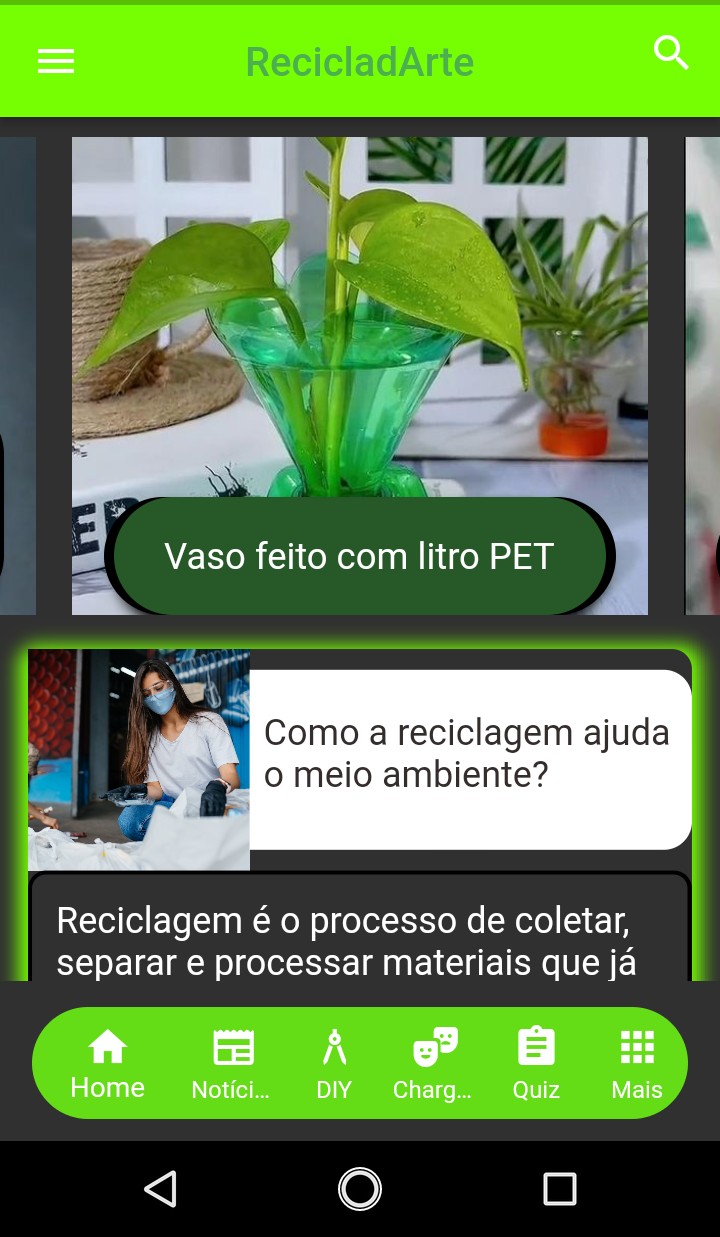 RecicladArte
Vaso feito com litro PET
Como a reciclagem ajuda
o meio ambiente?
Reciclagem é o processo de coletar,
separar e processar materiais que já
Home
Notíci...
DIY
Charg...
Quiz
Mais